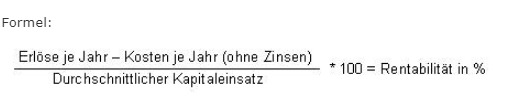 Formel:
Erlöse je Jahr – Kosten je Jahr (ohne Zinsen)
Durchschnittlicher Kapitaleinsatz
* 100 = Rentabilität in %